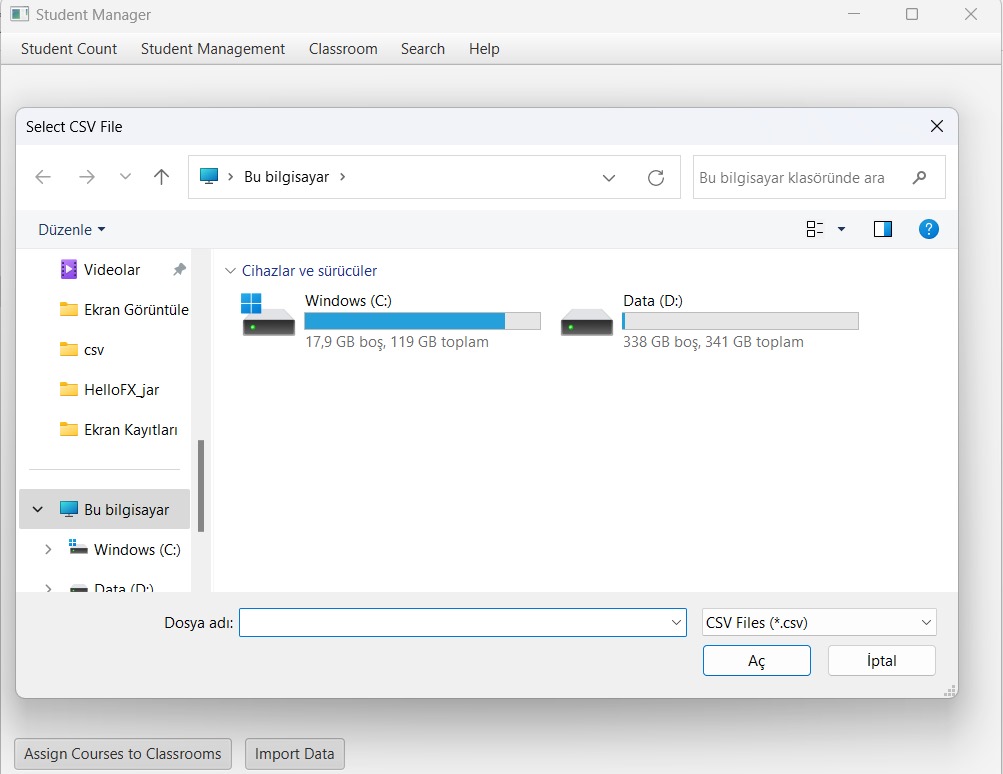 Student Manager
Student Count Student Management Classroom Search Help
Select CSV File
Bu bilgisayar
Bu bilgisayar klasöründe ara
Düzenle
?
Videolar
Ekran Görüntüle
csv
HelloFX_jar
Ekran Kayıtları
Bu bilgisayar
Windows (C:)
Data (D:)
Cihazlar ve sürücüler
Windows (C:)
17,9 GB boş, 119 GB toplam
Data (D:)
338 GB boş, 341 GB toplam
Dosya adı:
CSV Files (*.csv)
Aç
İptal
Assign Courses to Classrooms
Import Data